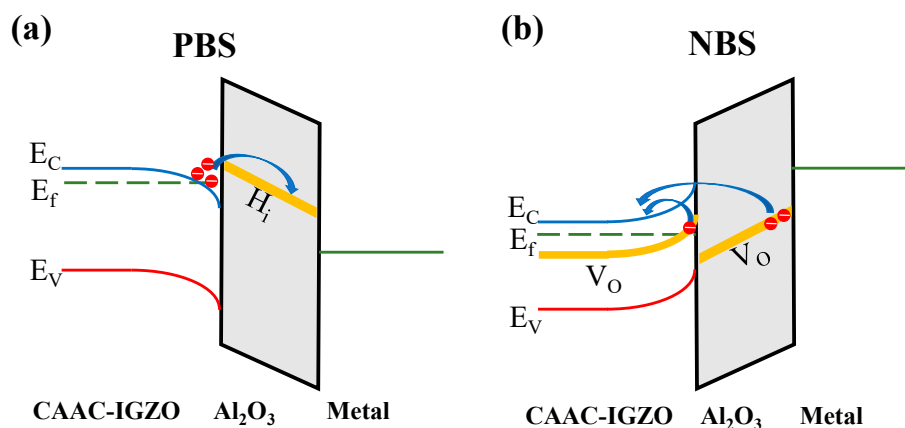 (a)
PBS
E_C
E_f
E_V
H_i
CAAC-IGZO Al₂O₃ Metal
(b)
NBS
E_C
E_f
V_O
V_O
E_V
CAAC-IGZO Al₂O₃ Metal